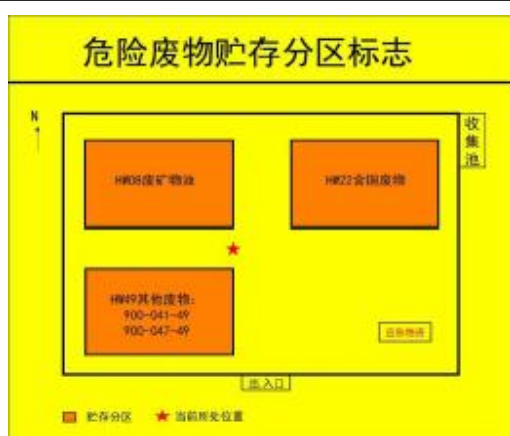 危险废物贮存分区标志
N
收集池
HW08废矿物油
HW22含铜废物
HW49其他废物:
900-041-49
900-047-49
应急物资
出入口
贮存分区
当前所处位置